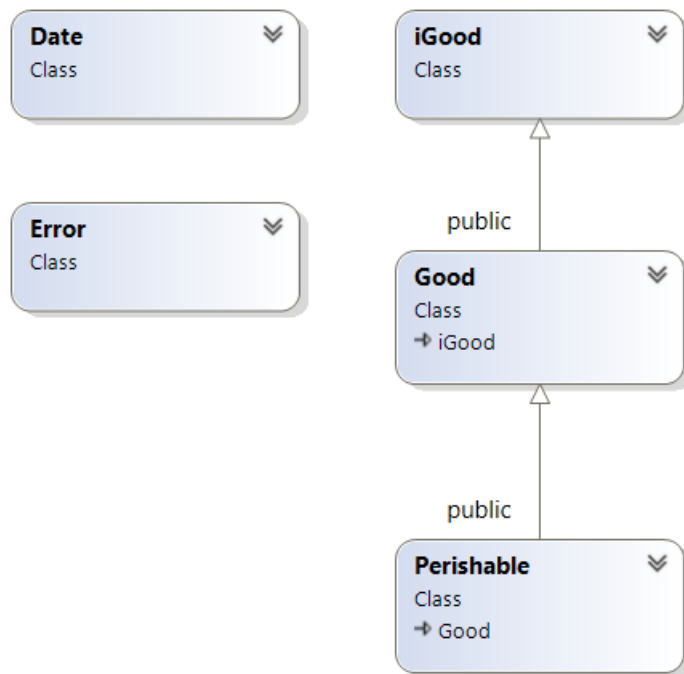 Date
Class
iGood
Class
Error
Class
public
Good
Class
iGood
public
Perishable
Class
Good